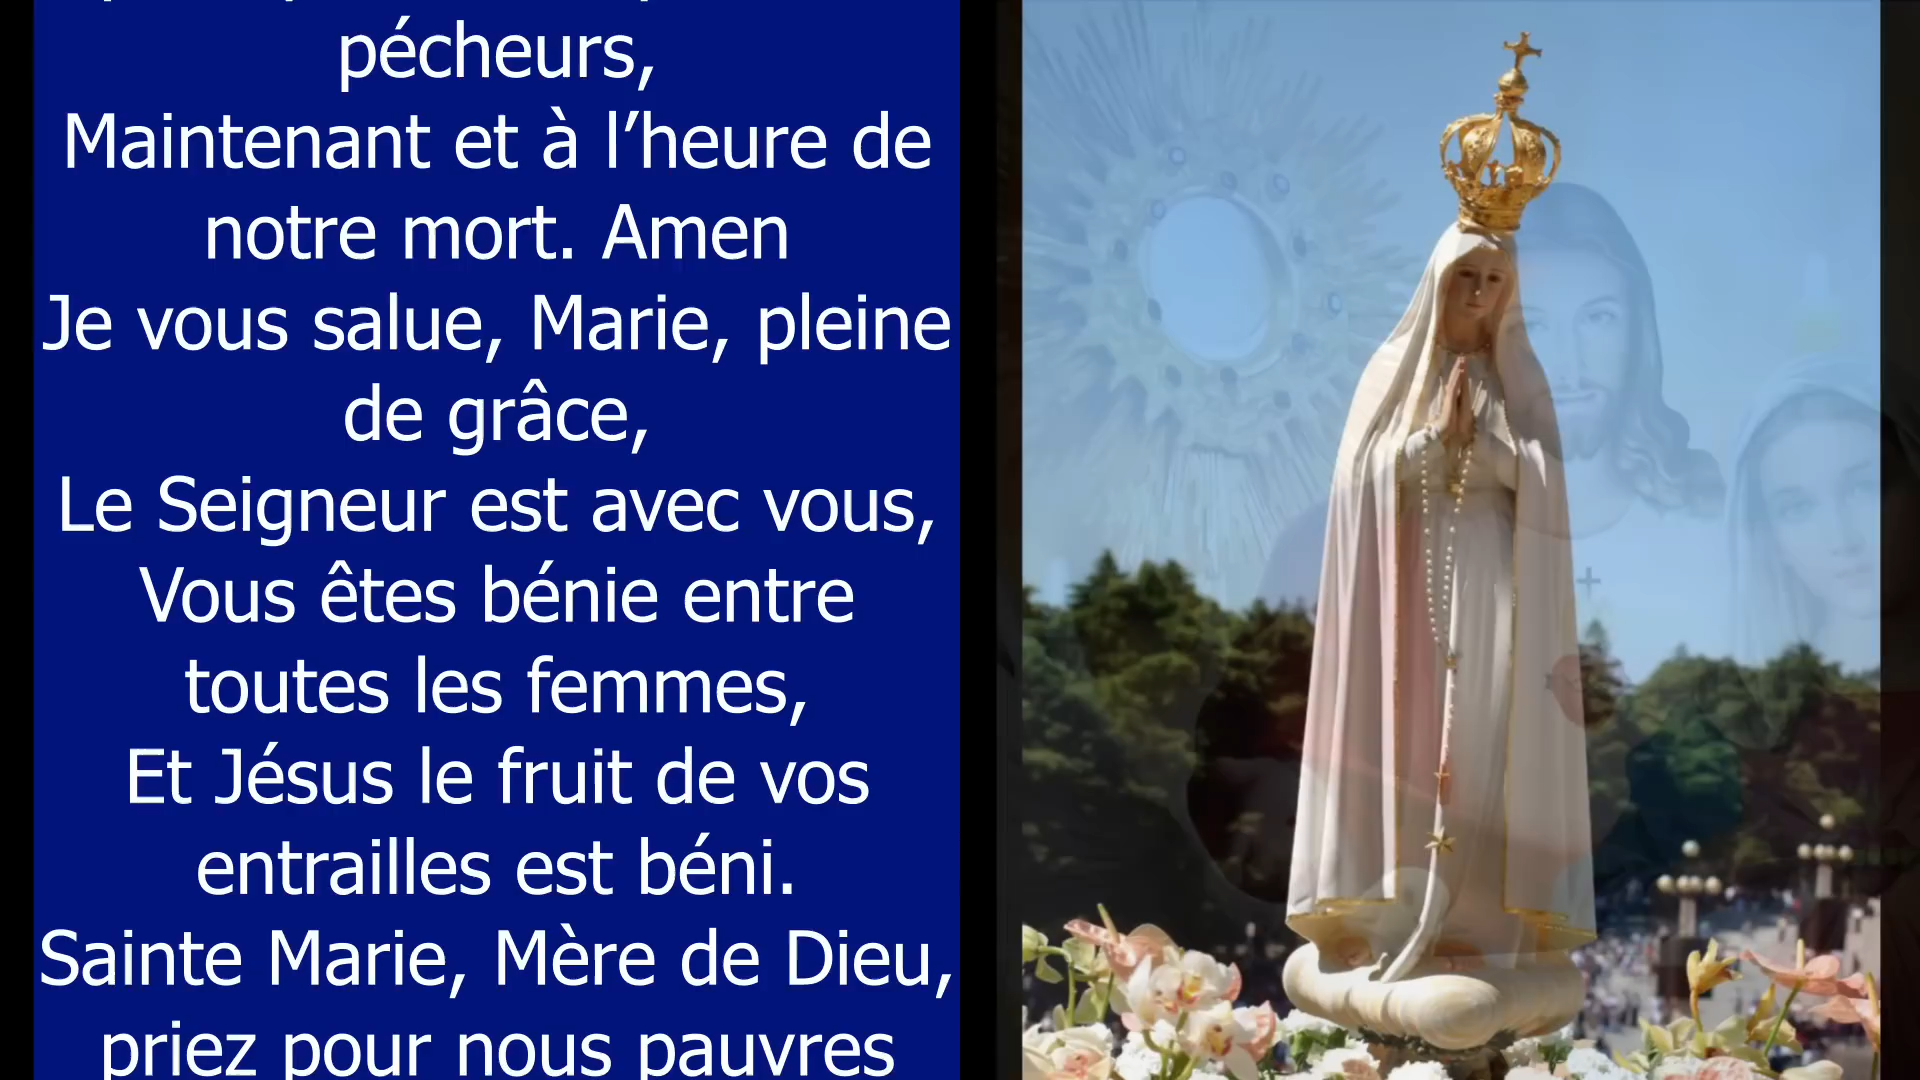 pécheurs,
Maintenant et à l’heure de
notre mort. Amen
Je vous salue, Marie, pleine
de grâce,
Le Seigneur est avec vous,
Vous êtes bénie entre
toutes les femmes,
Et Jésus le fruit de vos
entrailles est béni.
Sainte Marie, Mère de Dieu,
priez pour nous pauvres